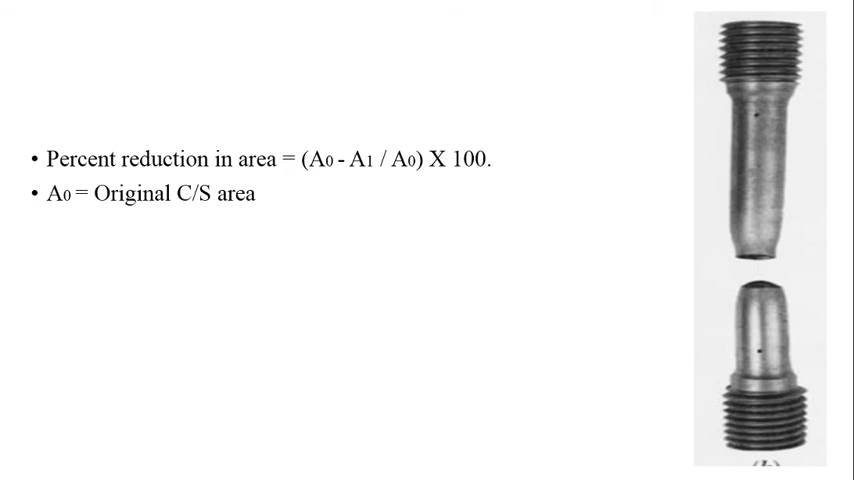 • Percent reduction in area = (A0 - A1 / A0) X 100.
• A0 = Original C/S area